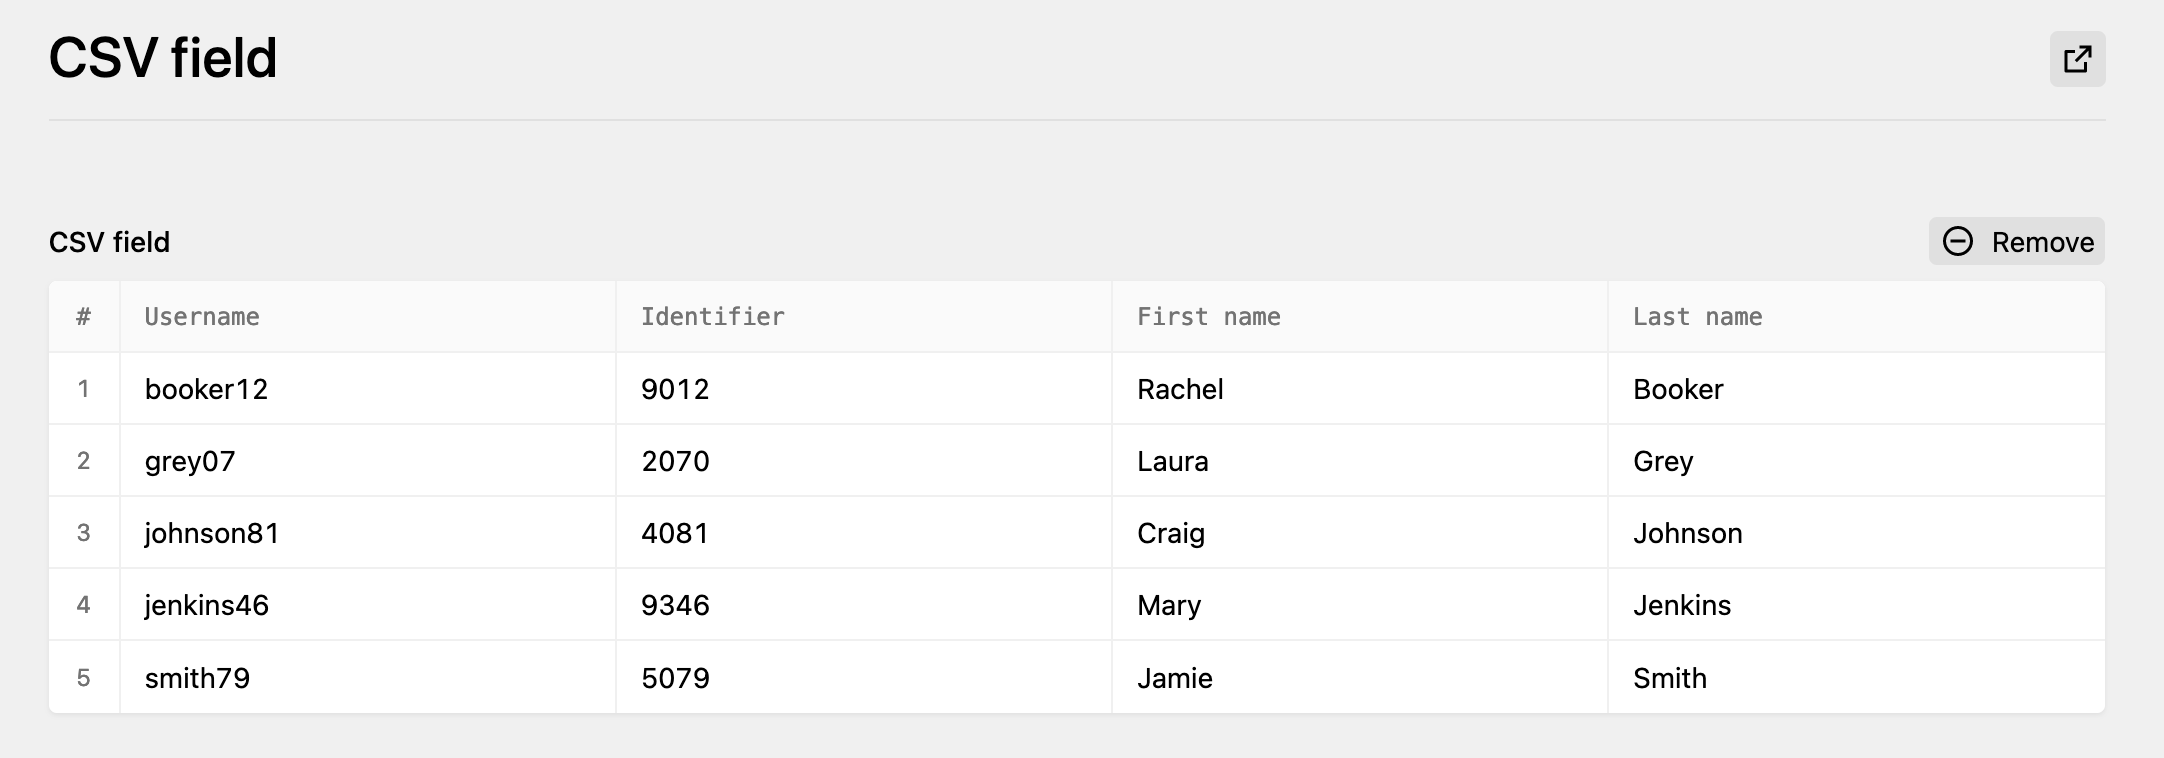 CSV field
CSV field
Remove
# Username Identifier First name Last name
1 booker12 9012 Rachel Booker
2 grey07 2070 Laura Grey
3 johnson81 4081 Craig Johnson
4 jenkins46 9346 Mary Jenkins
5 smith79 5079 Jamie Smith